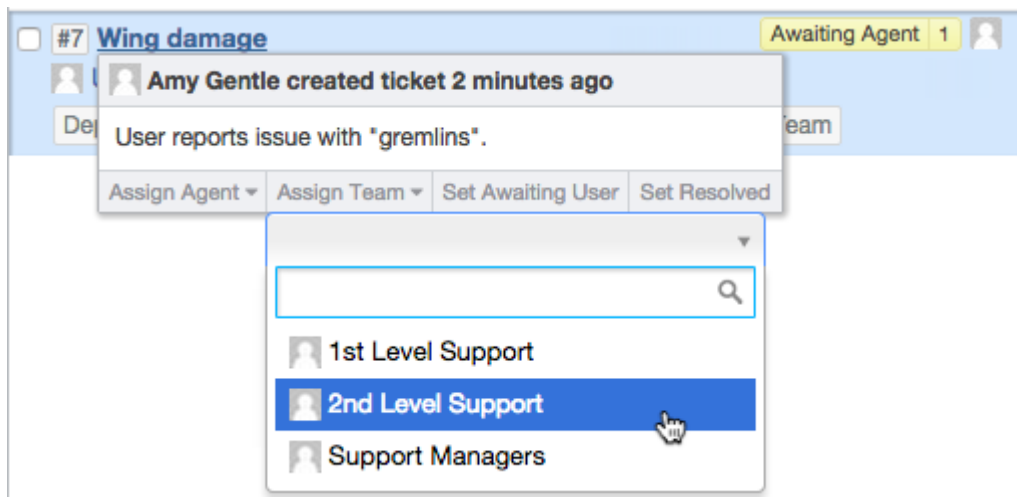 #7 Wing damage Awaiting Agent 1
Amy Gentle created ticket 2 minutes ago
User reports issue with "gremlins".
Assign Agent Assign Team Set Awaiting User Set Resolved
1st Level Support
2nd Level Support
Support Managers